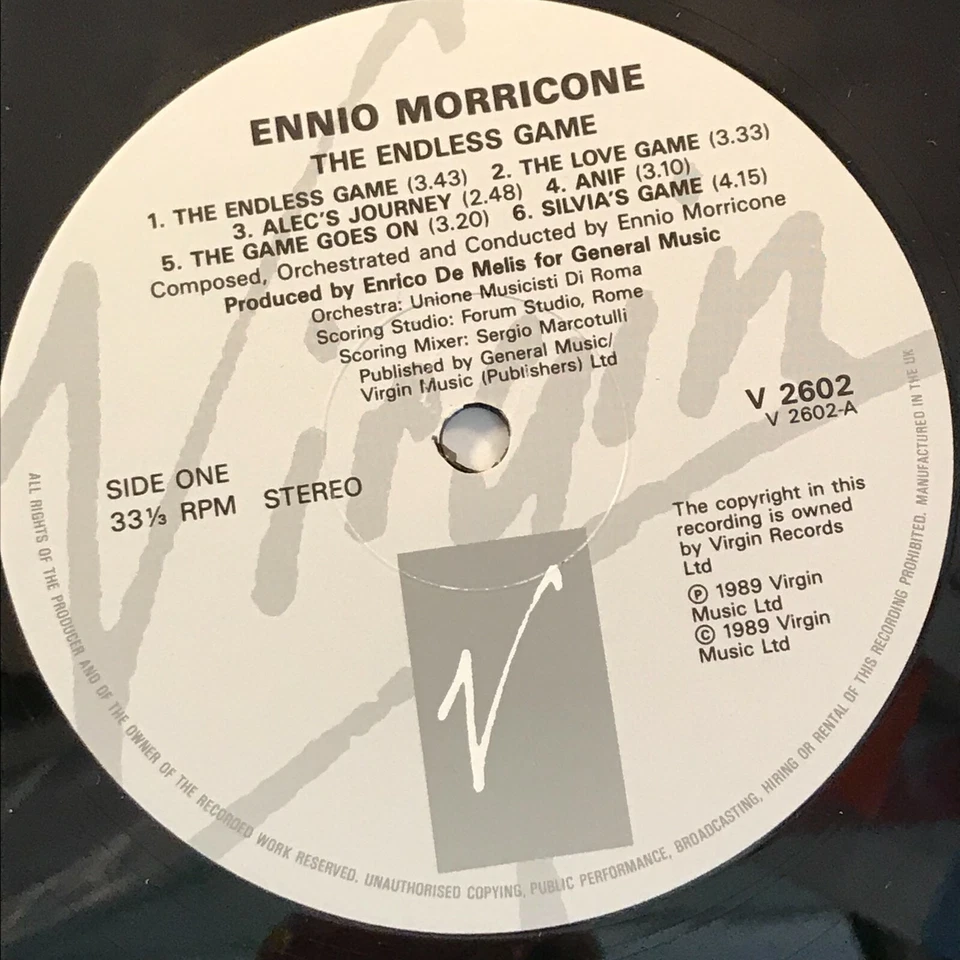 ENNIO MORRICONE
THE ENDLESS GAME
1. THE ENDLESS GAME (3.43) 2. THE LOVE GAME (3.33)
3. ALEC'S JOURNEY (2.48) 4. ANIF (3.10)
5. THE GAME GOES ON (3.20) 6. SILVIA'S GAME (4.15)
Composed, Orchestrated and Conducted by Ennio Morricone
Produced by Enrico De Melis for General Music
Orchestra: Unione Musicisti Di Roma
Scoring Studio: Forum Studio, Rome
Scoring Mixer: Sergio Marcotulli
Published by General Music/
Virgin Music (Publishers) Ltd
V 2602
V 2602-A
SIDE ONE
33⅓ RPM STEREO
The copyright in this
recording is owned
by Virgin Records
Ltd
℗ 1989 Virgin
Music Ltd
© 1989 Virgin
Music Ltd
Virgin
V
ALL RIGHTS OF THE PRODUCER AND OF THE OWNER OF THE RECORDED WORK RESERVED. UNAUTHORISED COPYING, PUBLIC PERFORMANCE, BROADCASTING, HIRING OR RENTAL OF THIS RECORDING PROHIBITED. MANUFACTURED IN THE UK